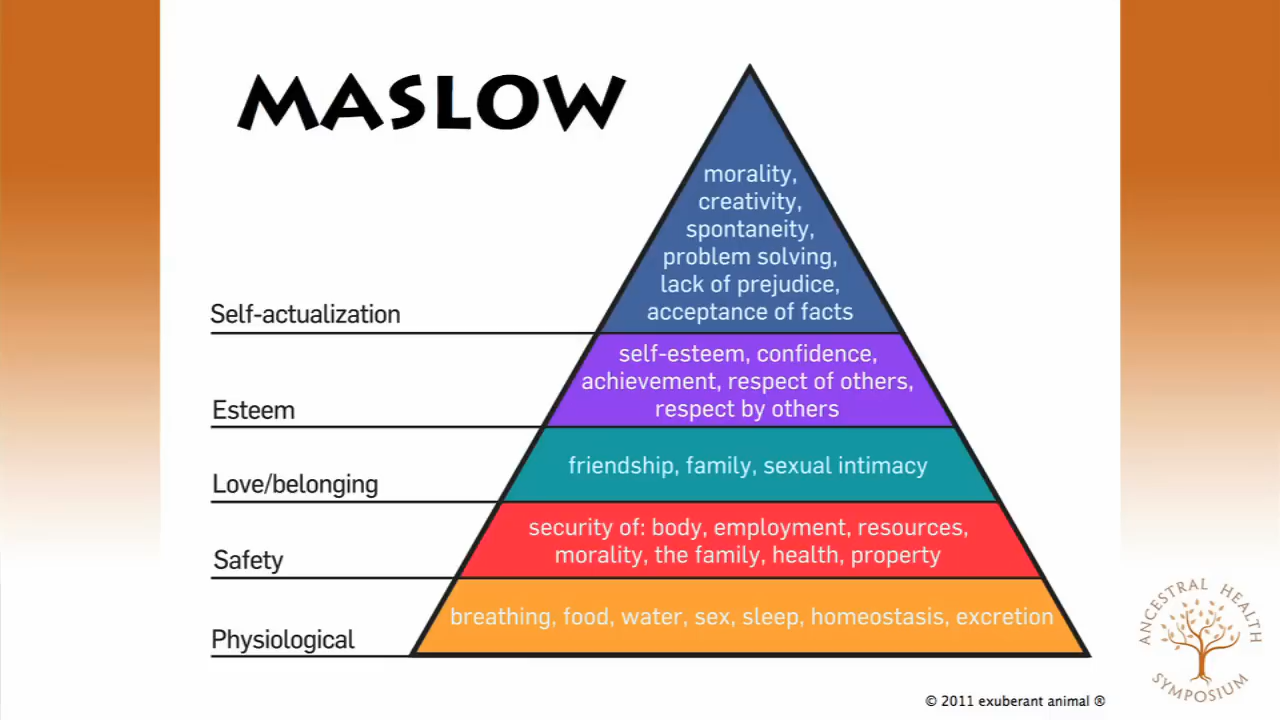 MASLOW
morality,
creativity,
spontaneity,
problem solving,
lack of prejudice,
acceptance of facts
Self-actualization
self-esteem, confidence,
achievement, respect of others,
respect by others
Esteem
friendship, family, sexual intimacy
Love/belonging
security of: body, employment, resources,
morality, the family, health, property
Safety
breathing, food, water, sex, sleep, homeostasis, excretion
Physiological
ANCESTRAL HEALTH
SYMPOSIUM
© 2011 exuberant animal ®